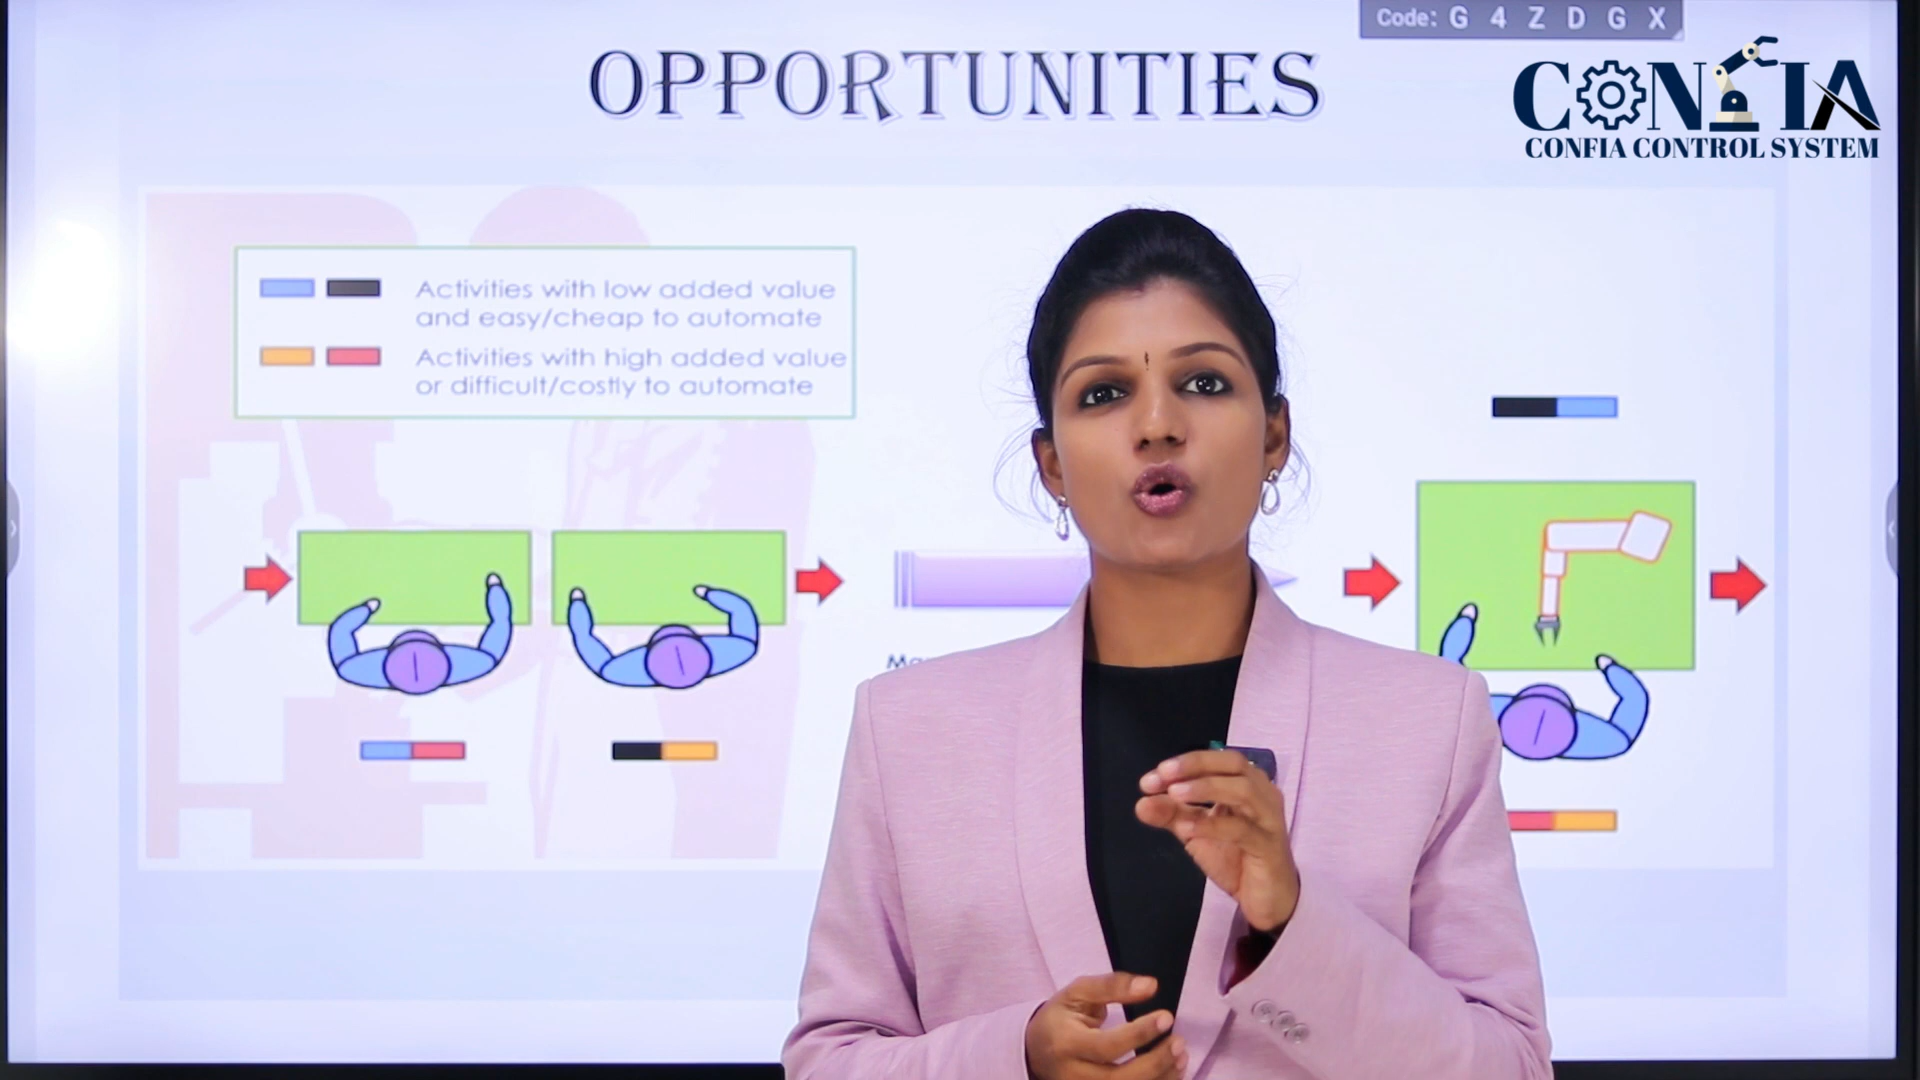 Code: G 4 Z D G X
OPPORTUNITIES
CONFIA
CONFIA CONTROL SYSTEM
Activities with low added value
and easy/cheap to automate
Activities with high added value
or difficult/costly to automate